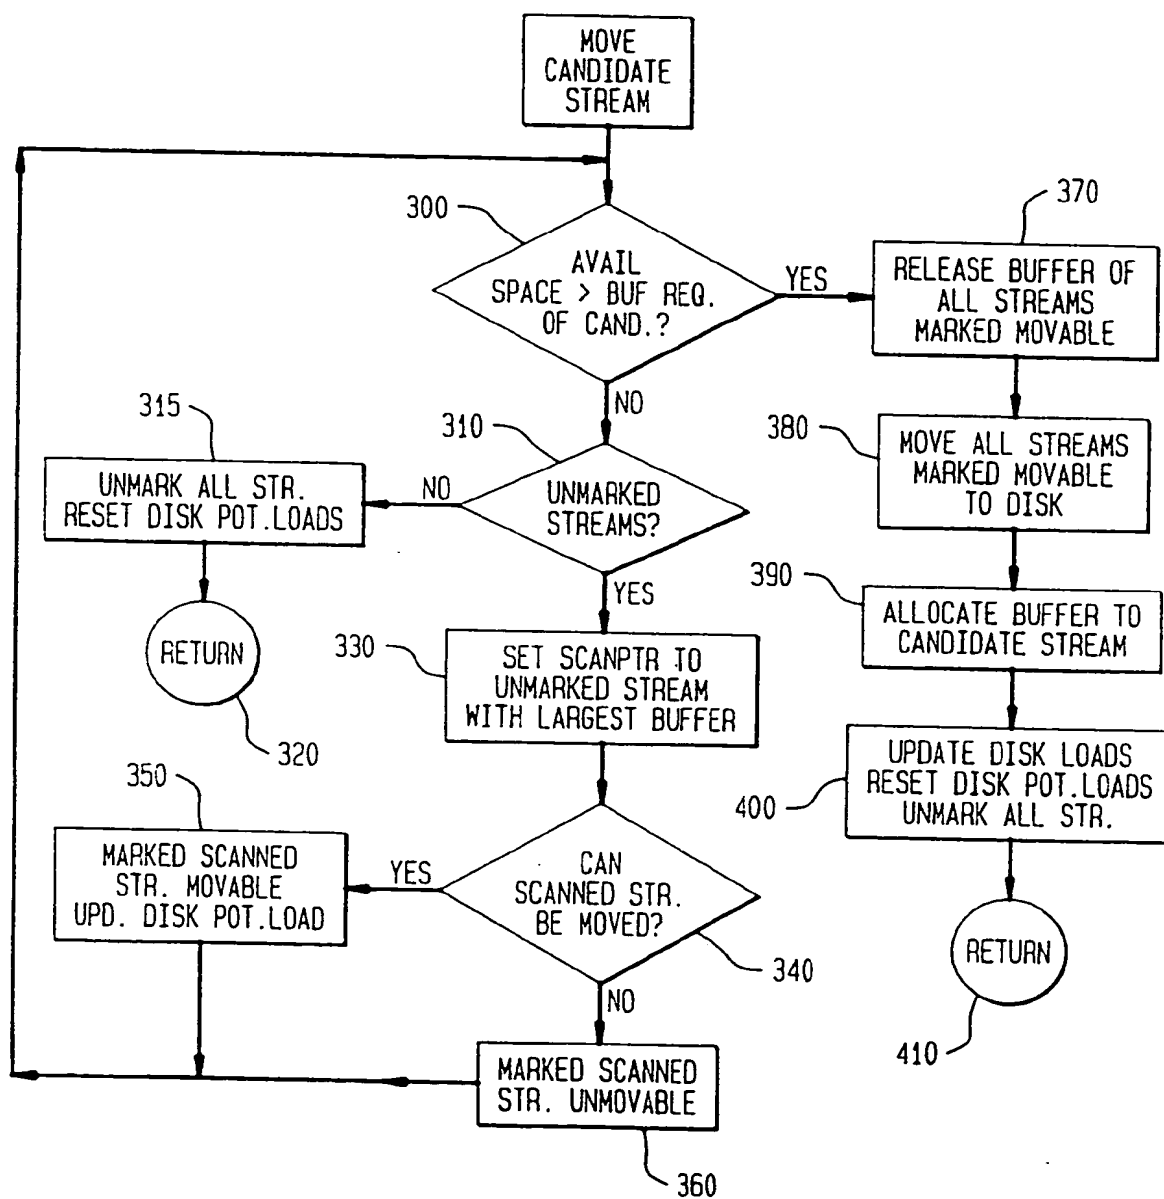 MOVE
CANDIDATE
STREAM
300
AVAIL
SPACE > BUF REQ.
OF CAND.?
YES
370
RELEASE BUFFER OF
ALL STREAMS
MARKED MOVABLE
NO
315
UNMARK ALL STR.
RESET DISK POT.LOADS
NO
310
UNMARKED
STREAMS?
380
MOVE ALL STREAMS
MARKED MOVABLE
TO DISK
YES
RETURN
320
330
SET SCANPTR TO
UNMARKED STREAM
WITH LARGEST BUFFER
390
ALLOCATE BUFFER TO
CANDIDATE STREAM
400
UPDATE DISK LOADS
RESET DISK POT.LOADS
UNMARK ALL STR.
350
MARKED SCANNED
STR. MOVABLE
UPD. DISK POT.LOAD
YES
CAN
SCANNED STR.
BE MOVED?
340
NO
RETURN
410
MARKED SCANNED
STR. UNMOVABLE
360